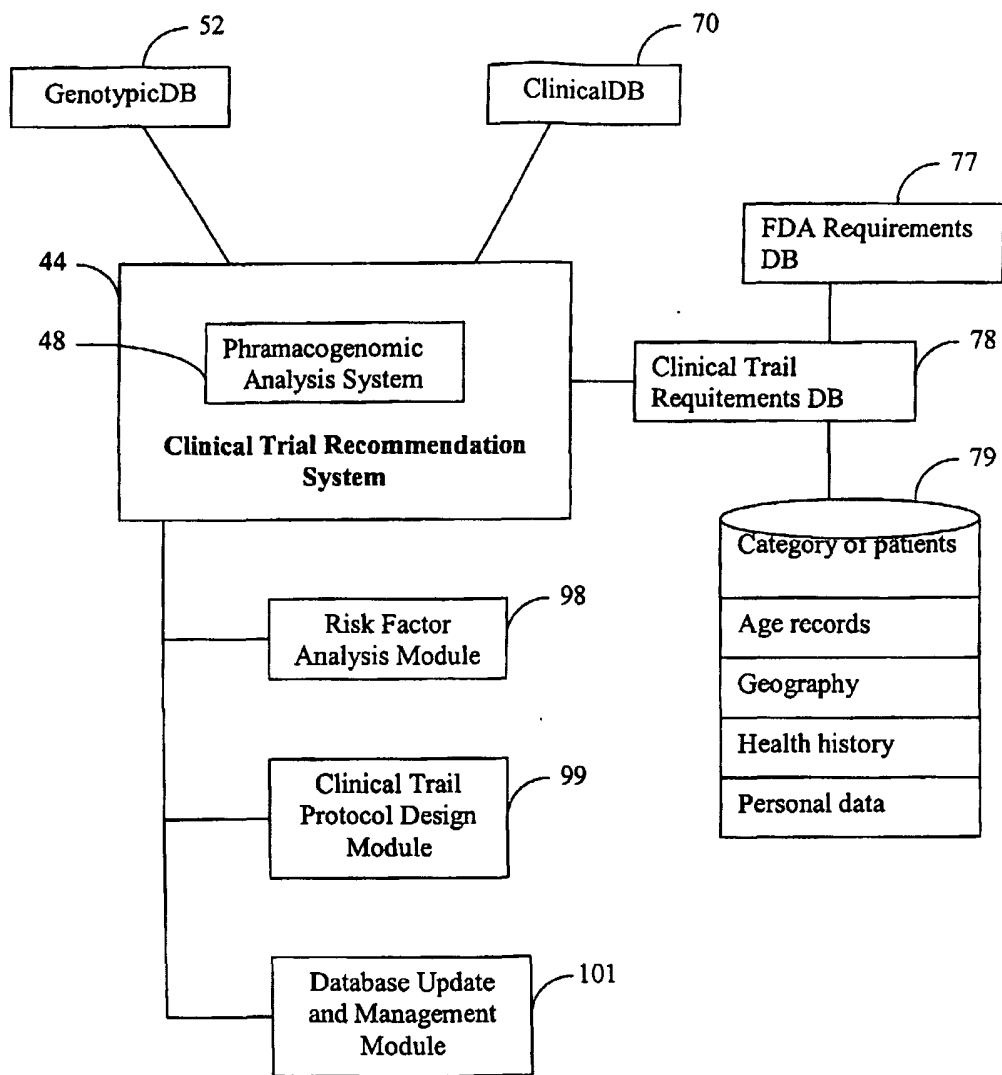 52
70
GenotypicDB
ClinicalDB
77
FDA Requirements
DB
44
48
Phramacogenomic
Analysis System
Clinical Trial Recommendation
System
78
Clinical Trail
Requitements DB
79
Category of patients
Age records
Geography
Health history
Personal data
98
Risk Factor
Analysis Module
99
Clinical Trail
Protocol Design
Module
101
Database Update
and Management
Module